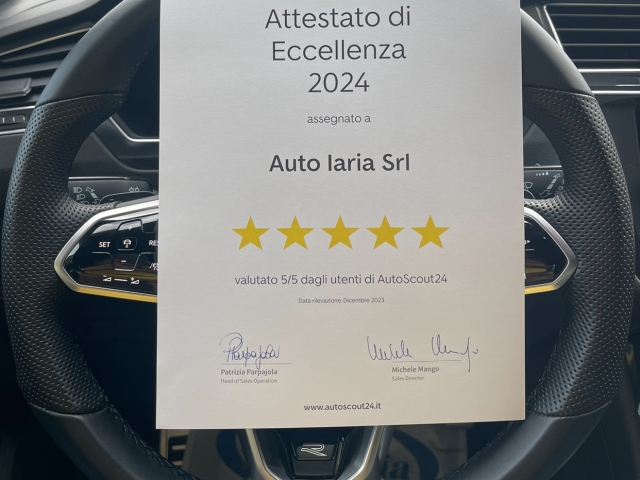 Attestato di
Eccellenza
2024
assegnato a
Auto Iaria Srl
SET
valutato 5/5 dagli utenti di AutoScout24
Data rilevazione: Dicembre 2023
PParpajola
Patrizia Parpajola
Head of Sales Operation
Michele Mango
Sales Director
www.autoscout24.it
R